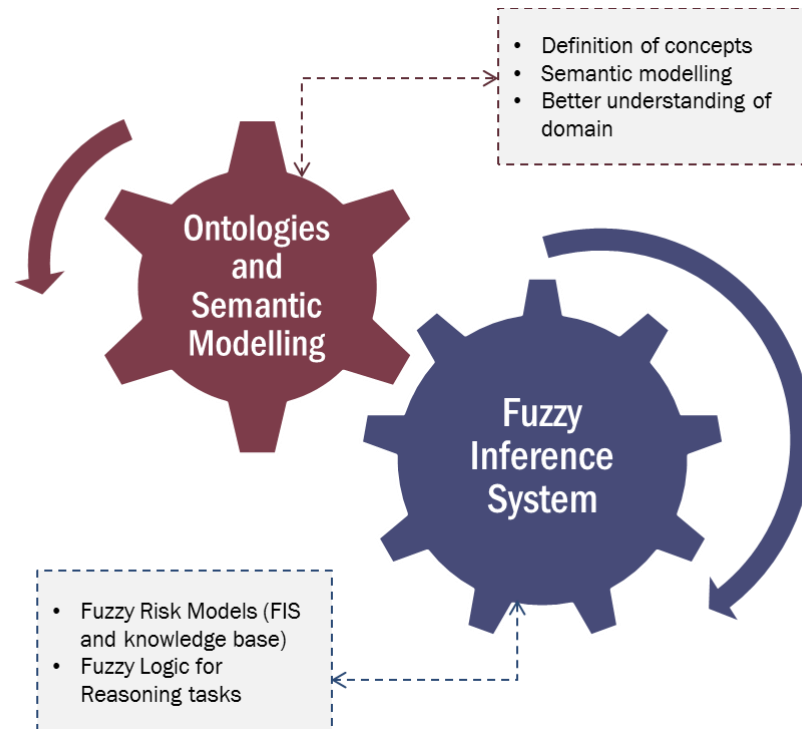 • Definition of concepts
• Semantic modelling
• Better understanding of
domain
Ontologies
and
Semantic
Modelling
Fuzzy
Inference
System
• Fuzzy Risk Models (FIS
and knowledge base)
• Fuzzy Logic for
Reasoning tasks